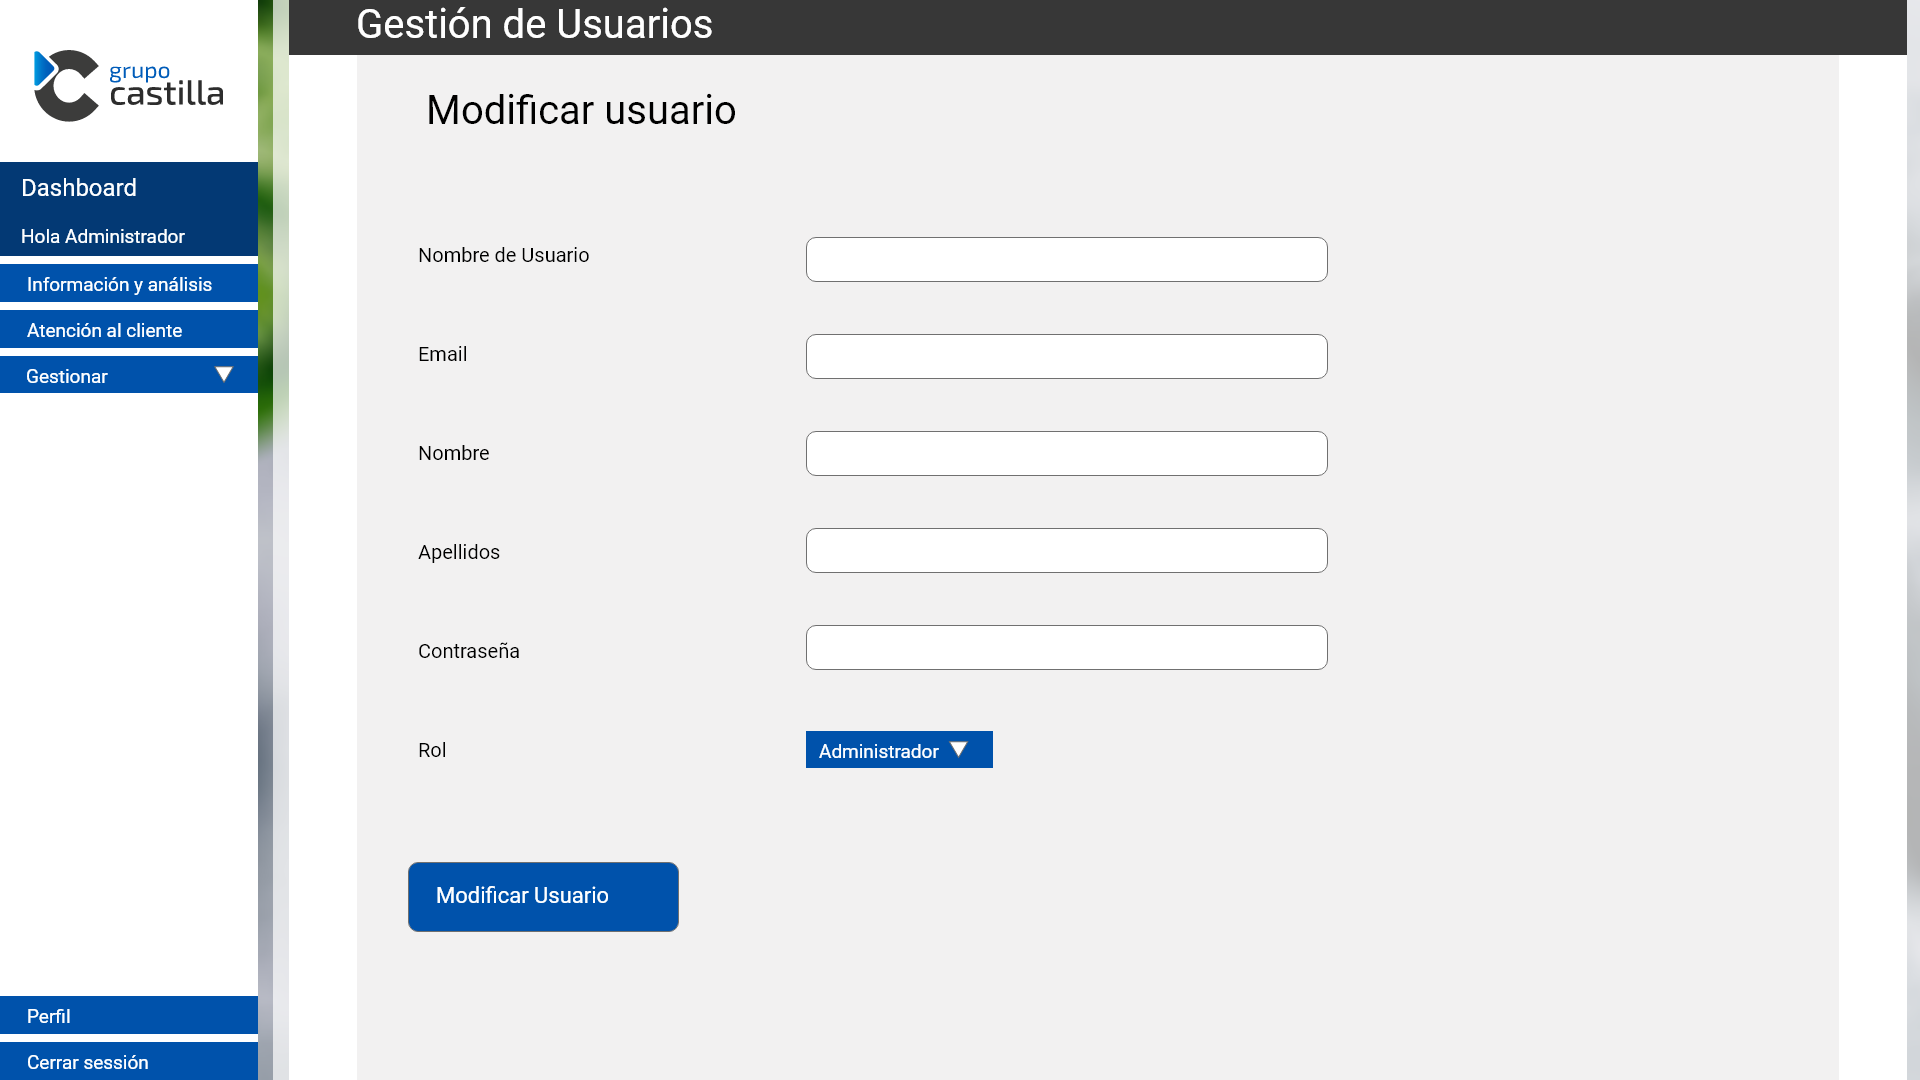 grupo
castilla
Dashboard
Hola Administrador
Información y análisis
Atención al cliente
Gestionar
Perfil
Cerrar sessión
Gestión de Usuarios
Modificar usuario
Nombre de Usuario
Email
Nombre
Apellidos
Contraseña
Rol
Administrador
Modificar Usuario